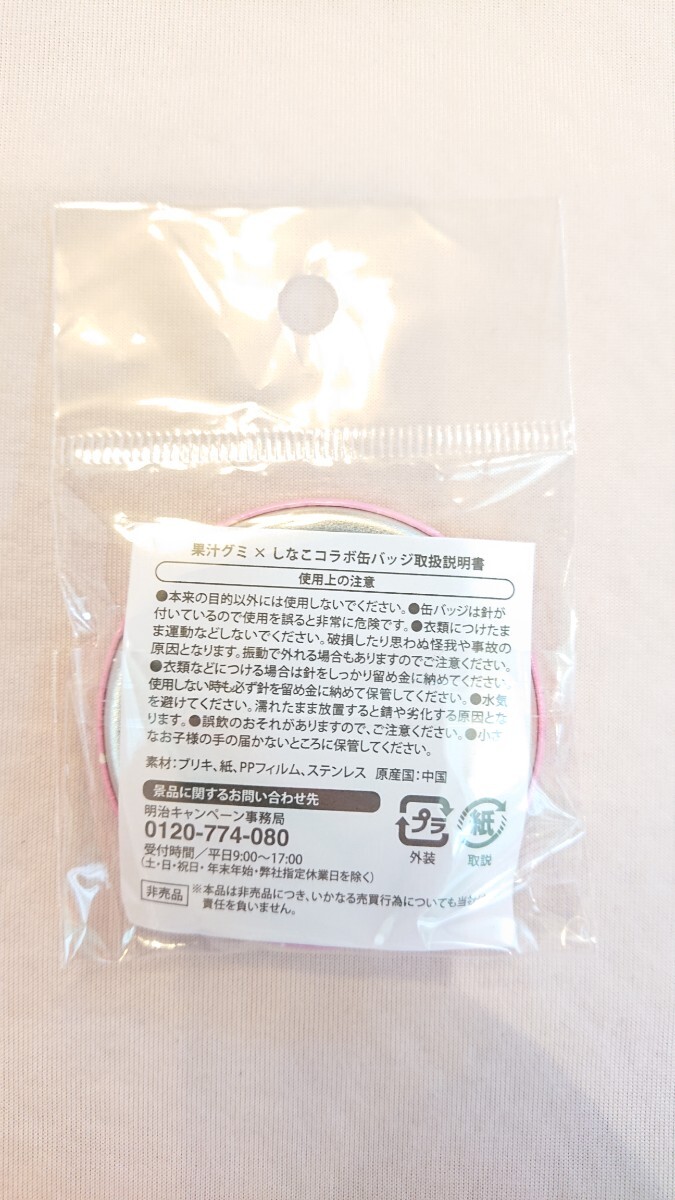 果汁グミ × しなこコラボ缶バッジ取扱説明書
使用上の注意
●本来の目的以外には使用しないでください。●缶バッジは針が
付いているので使用を誤ると非常に危険です。●衣類につけたま
ま運動などしないでください。破損したり思わぬ怪我や事故の
原因となります。振動で外れる場合もありますのでご注意ください。
●衣類などにつける場合は針をしっかり留め金に納めてください。
使用しない時も必ず針を留め金に納めて保管してください。●水気
を避けてください。濡れたまま放置すると錆や劣化する原因とな
ります。●誤飲のおそれがありますので、ご注意ください。●小さ
なお子様の手の届かないところに保管してください。
素材：ブリキ、紙、PPフィルム、ステンレス 原産国：中国
景品に関するお問い合わせ先
明治キャンペーン事務局
0120-774-080
受付時間／平日9:00〜17:00
(土・日・祝日・年末年始・弊社指定休業日を除く)
プラ
外装
紙
取説
非売品 ※本品は非売品につき、いかなる売買行為についても当
責任を負いません。